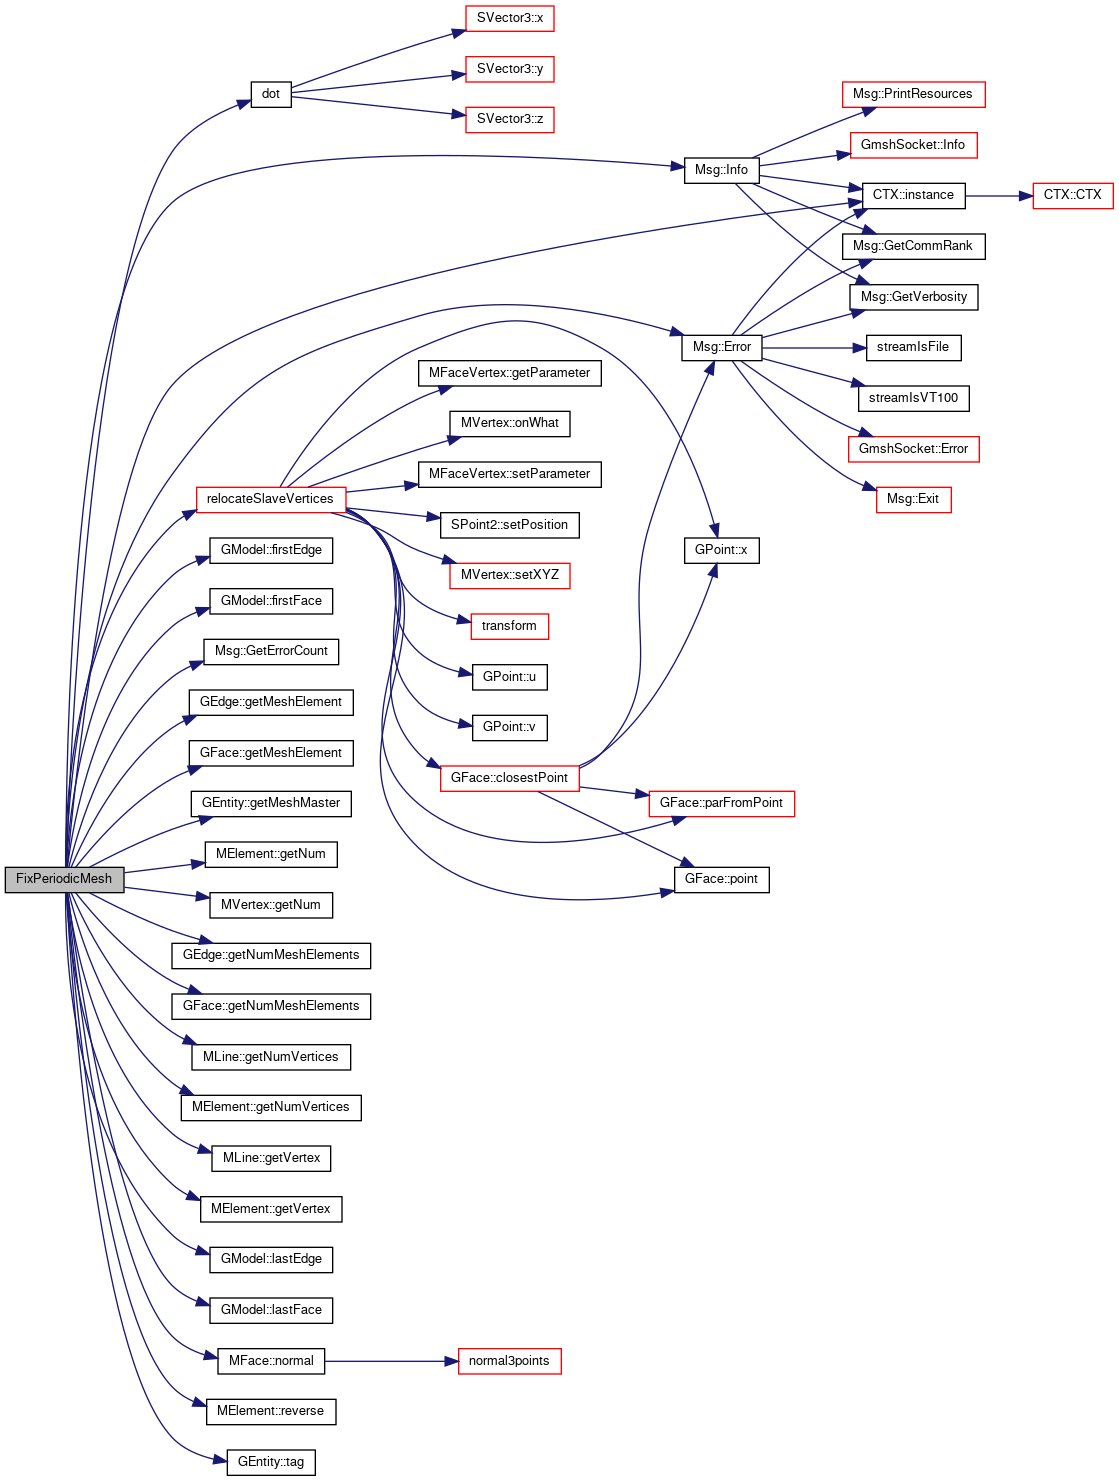 SVector3::x
SVector3::y
dot
SVector3::z
Msg::PrintResources
GmshSocket::Info
Msg::Info
CTX::instance
CTX::CTX
Msg::GetCommRank
Msg::GetVerbosity
Msg::Error
streamIsFile
MFaceVertex::getParameter
streamIsVT100
MVertex::onWhat
GmshSocket::Error
MFaceVertex::setParameter
relocateSlaveVertices
Msg::Exit
SPoint2::setPosition
GModel::firstEdge
GPoint::x
MVertex::setXYZ
GModel::firstFace
transform
Msg::GetErrorCount
GPoint::u
GEdge::getMeshElement
GPoint::v
GFace::getMeshElement
GFace::closestPoint
GEntity::getMeshMaster
GFace::parFromPoint
MElement::getNum
FixPeriodicMesh
GFace::point
MVertex::getNum
GEdge::getNumMeshElements
GFace::getNumMeshElements
MLine::getNumVertices
MElement::getNumVertices
MLine::getVertex
MElement::getVertex
GModel::lastEdge
GModel::lastFace
MFace::normal
normal3points
MElement::reverse
GEntity::tag